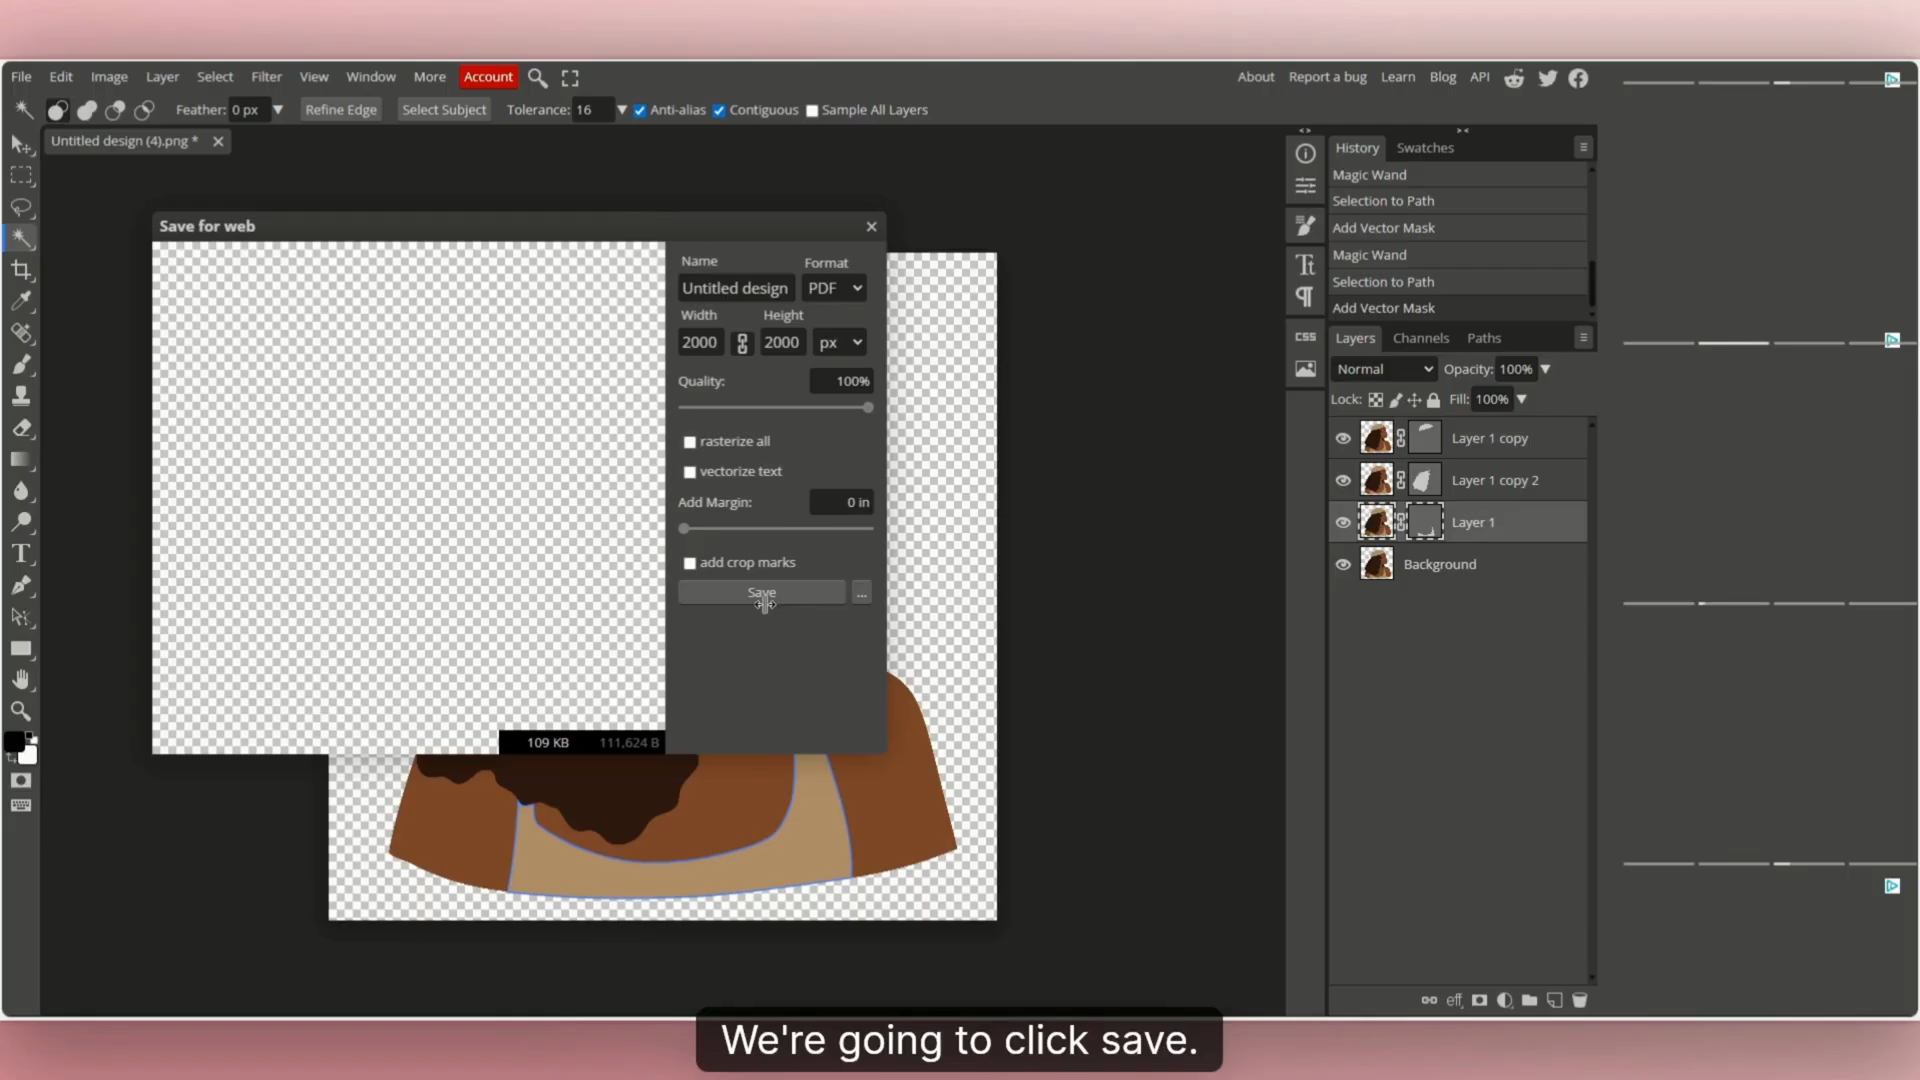 File Edit Image Layer Select Filter View Window More Account About Report a bug Learn Blog API
Feather: 0 px Refine Edge Select Subject Tolerance: 16 Anti-alias Contiguous Sample All Layers
Untitled design (4).png *
Save for web
Name Format
Untitled design PDF
Width Height
2000 2000 px
Quality: 100%
rasterize all
vectorize text
Add Margin: 0 in
add crop marks
Save ...
109 KB 111,624 B
CSS
History Swatches
Magic Wand
Selection to Path
Add Vector Mask
Magic Wand
Selection to Path
Add Vector Mask
Layers Channels Paths
Normal Opacity: 100%
Lock: Fill: 100%
Layer 1 copy
Layer 1 copy 2
Layer 1
Background
eff
We're going to click save.